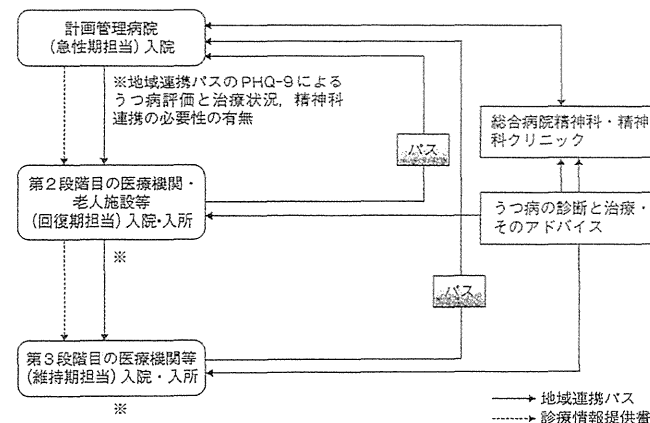 計画管理病院
(急性期担当)入院
※地域連携パスのPHQ-9による
うつ病評価と治療状況,精神科
連携の必要性の有無
総合病院精神科・精神
科クリニック
パス
第2段階目の医療機関・
老人施設等
(回復期担当)入院・入所
うつ病の診断と治療・
そのアドバイス
※
パス
第3段階目の医療機関等
(維持期担当)入院・入所
※
地域連携パス
診療情報提供書